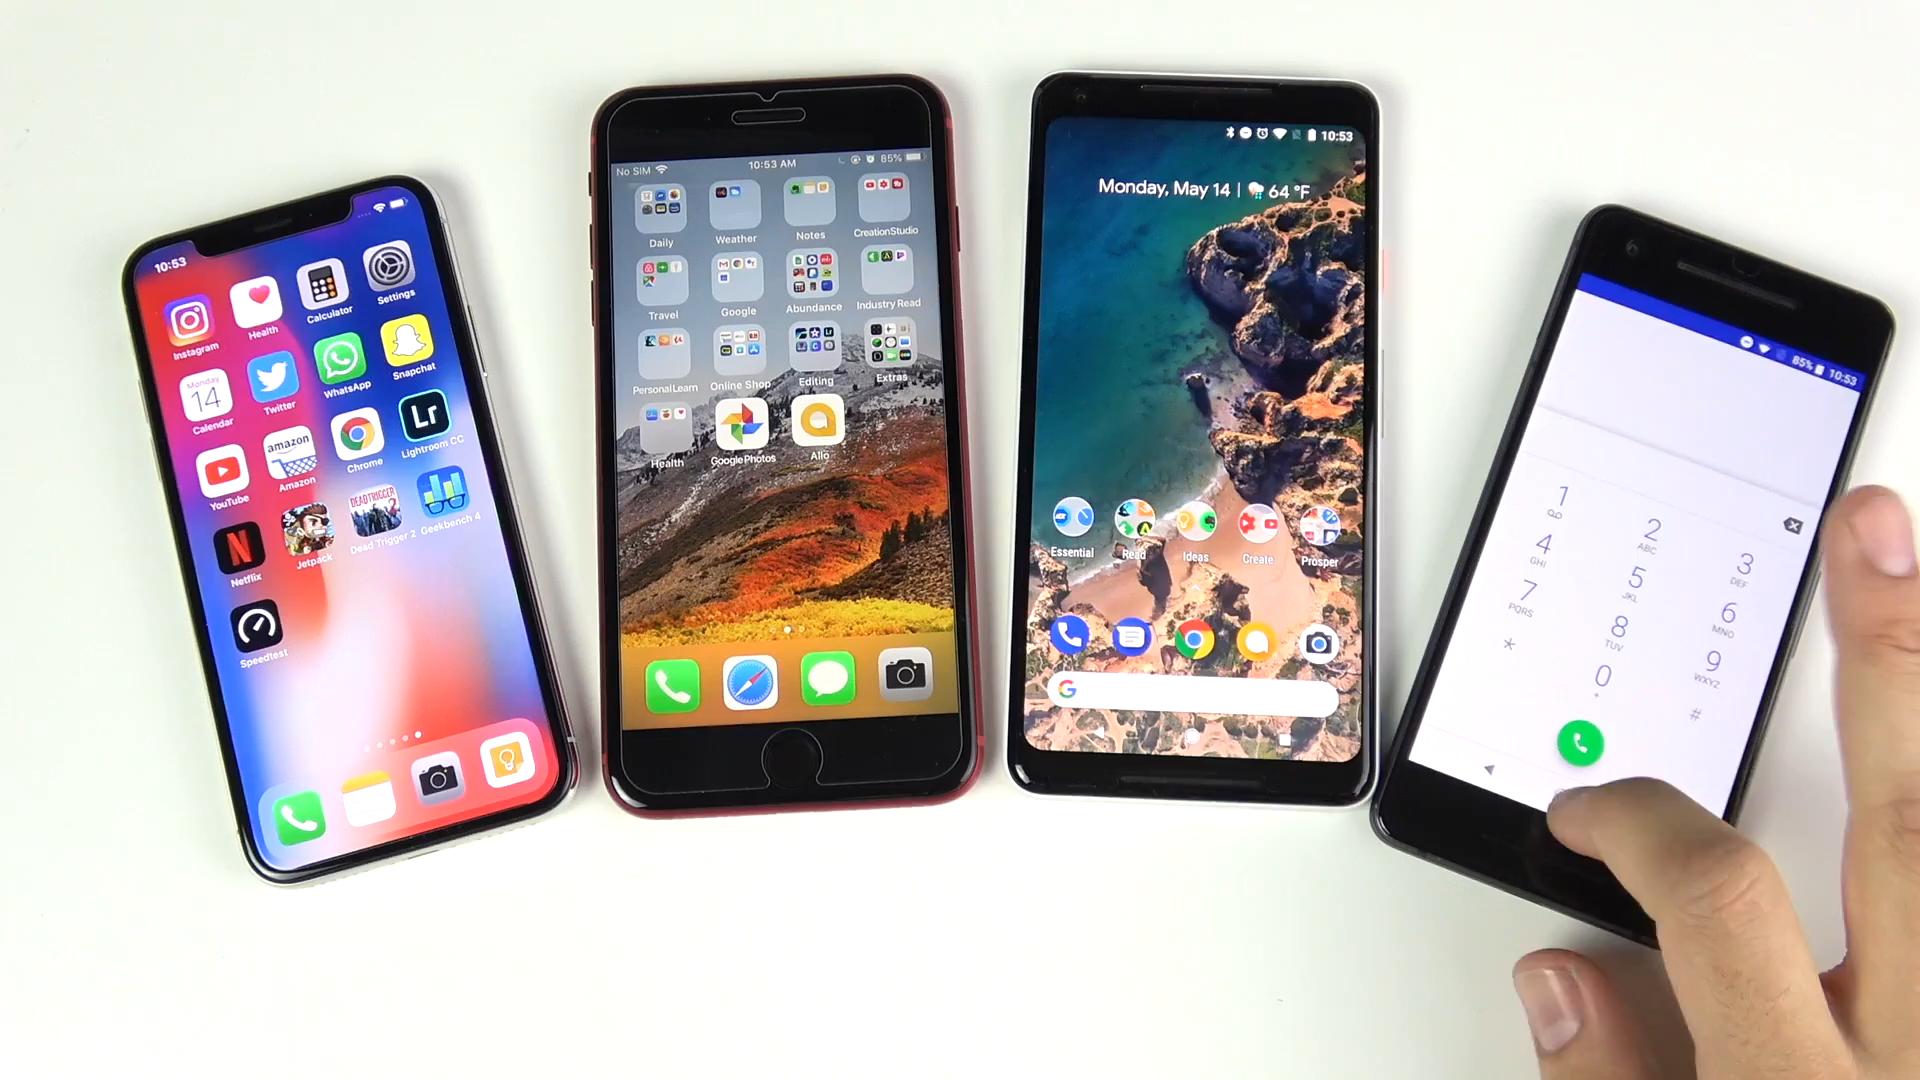 10:53
Instagram
Health
Calculator
Settings
Monday
14
Calendar
Twitter
WhatsApp
Snapchat
YouTube
amazon
Amazon
Chrome
Lr
Lightroom CC
N
Netflix
Jetpack
DEAD TRIGGER
2
Dead Trigger 2
Geekbench 4
Speedtest
No SIM
10:53 AM
85%
Daily
Weather
Notes
CreationStudio
Travel
Google
Abundance
Industry Read
PersonalLearn
Online Shop
Editing
Extras
Health
GooglePhotos
Allo
10:53
Monday, May 14 | 64 °F
Essential
Read
Ideas
Create
Prosper
G
85% 10:53
1
2
ABC
3
DEF
4
GHI
5
JKL
6
MNO
7
PQRS
8
TUV
9
WXYZ
*
0
+
#